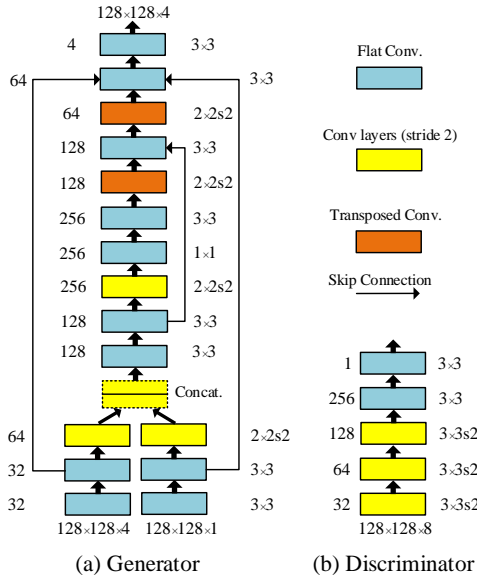 128×128×4
4 3×3
64 3×3
64 2×2s2
128 3×3
128 2×2s2
256 3×3
256 1×1
256 2×2s2
128 3×3
128 3×3
Concat.
64 2×2s2
32 3×3
32 3×3
128×128×4 128×128×1
(a) Generator
Flat Conv.
Conv layers (stride 2)
Transposed Conv.
Skip Connection
1 3×3
256 3×3
128 3×3s2
64 3×3s2
32 3×3s2
128×128×8
(b) Discriminator